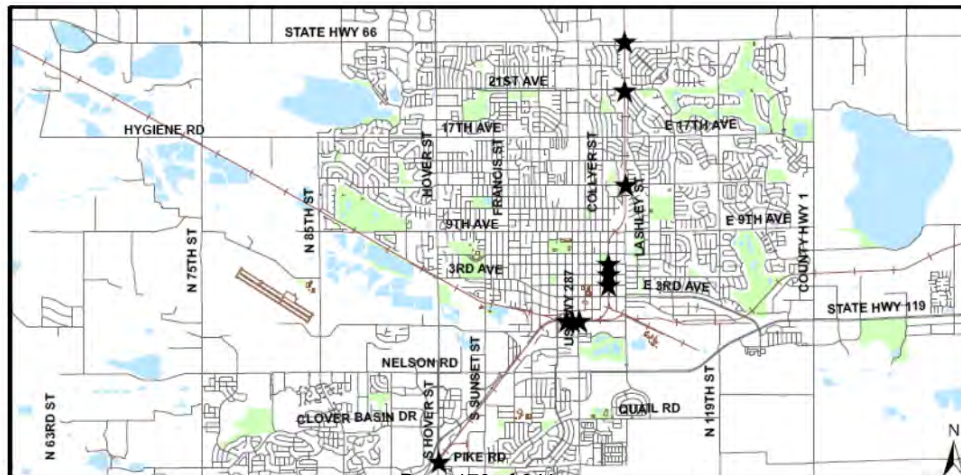 STATE HWY 66
21ST AVE
HYGIENE RD
17TH AVE
E 17TH AVE
HOVER ST
FRANCIS ST
COLLYER ST
LASHLEY ST
N 85TH ST
9TH AVE
E 9TH AVE
COUNTY HWY 1
N 75TH ST
3RD AVE
E 3RD AVE
US HWY 287
STATE HWY 119
NELSON RD
S SUNSET ST
N 63RD ST
CLOVER BASIN DR
S HOVER ST
QUAIL RD
N 119TH ST
PIKE RD
N